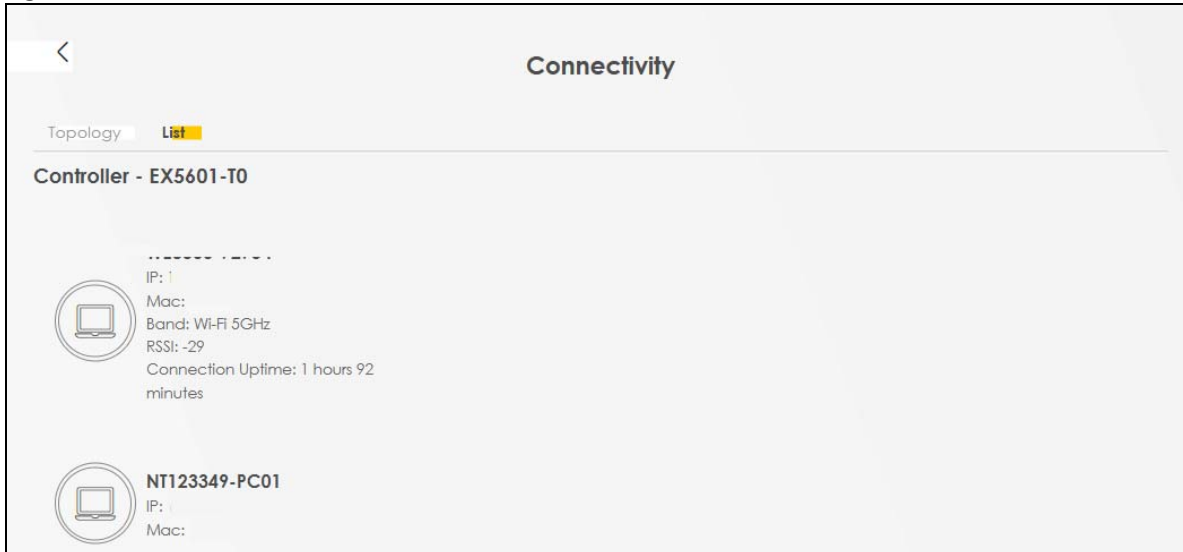 Connectivity
Topology List
Controller - EX5601-T0
IP:
Mac:
Band: Wi-Fi 5GHz
RSSI: -29
Connection Uptime: 1 hours 92
minutes
NT123349-PC01
IP:
Mac: